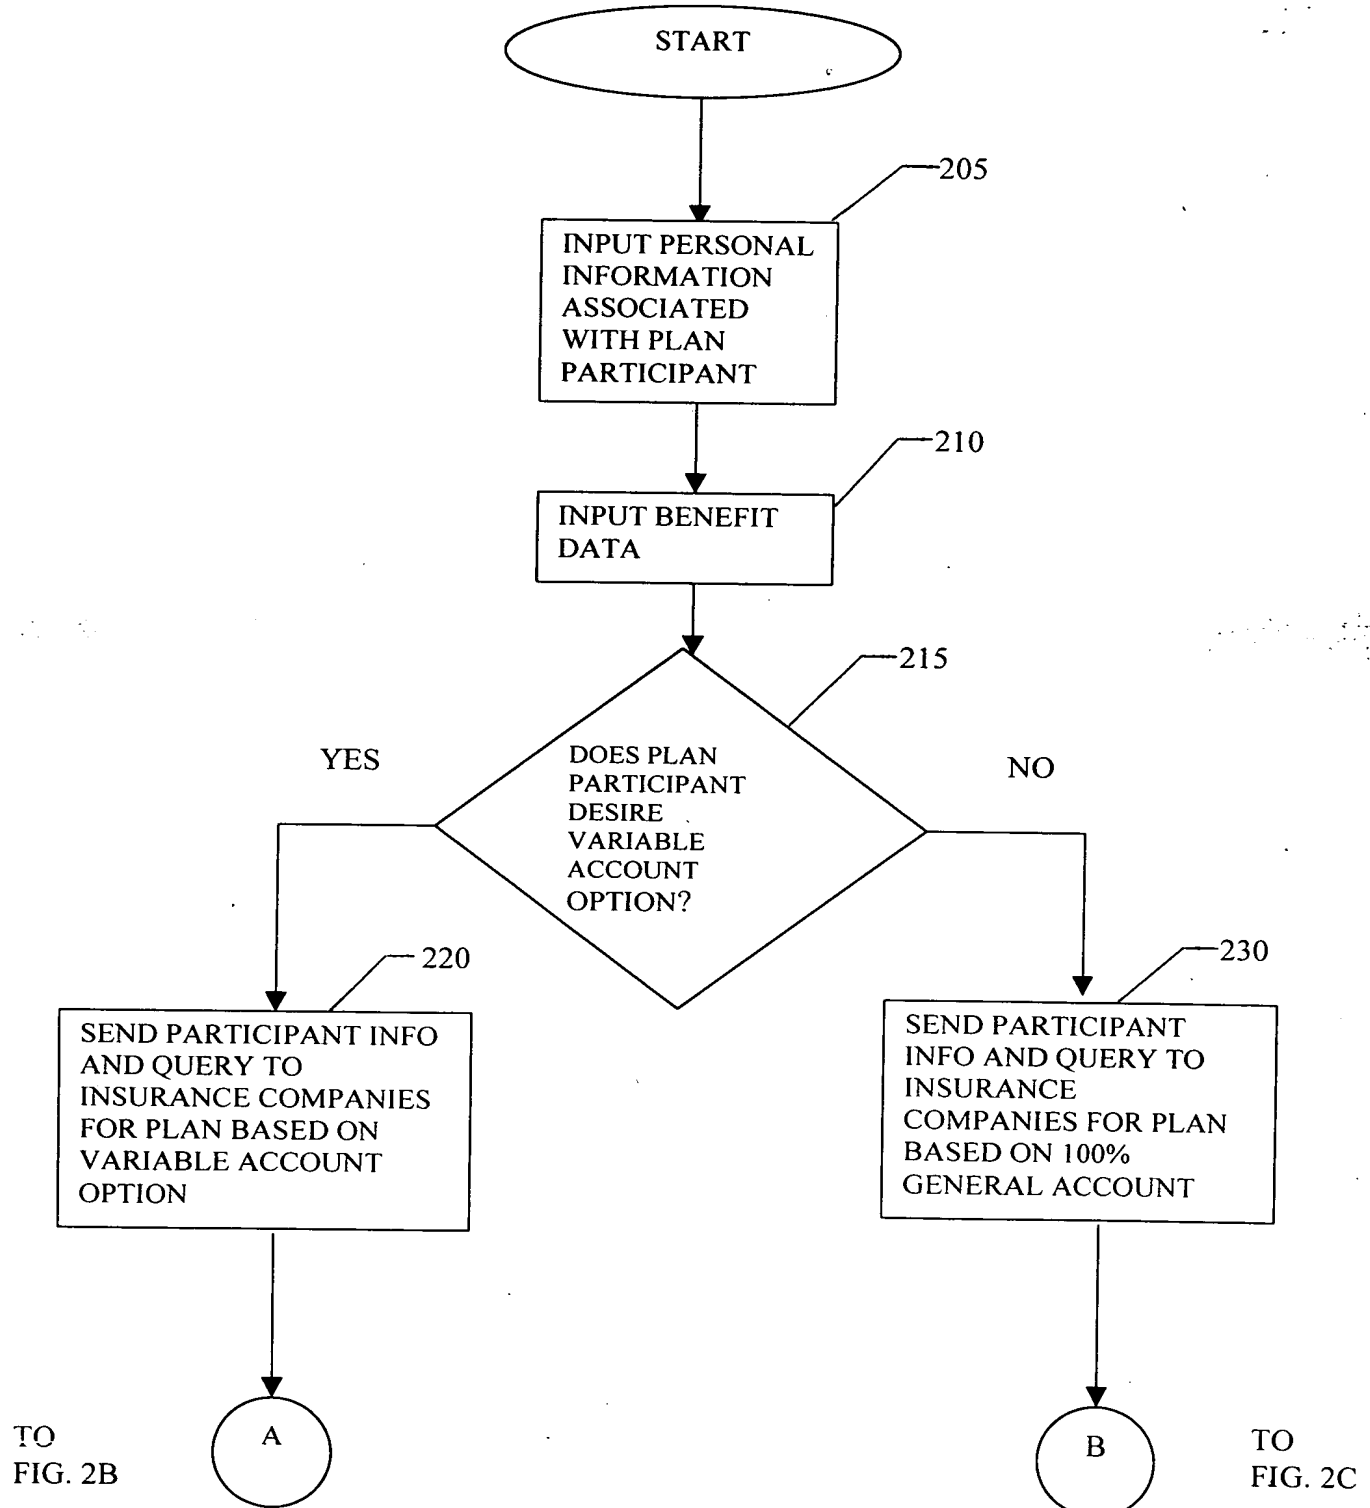 START
205
INPUT PERSONAL
INFORMATION
ASSOCIATED
WITH PLAN
PARTICIPANT
210
INPUT BENEFIT
DATA
215
YES
DOES PLAN
PARTICIPANT
DESIRE
VARIABLE
ACCOUNT
OPTION?
NO
220
SEND PARTICIPANT INFO
AND QUERY TO
INSURANCE COMPANIES
FOR PLAN BASED ON
VARIABLE ACCOUNT
OPTION
230
SEND PARTICIPANT
INFO AND QUERY TO
INSURANCE
COMPANIES FOR PLAN
BASED ON 100%
GENERAL ACCOUNT
TO
FIG. 2B
A
B
TO
FIG. 2C